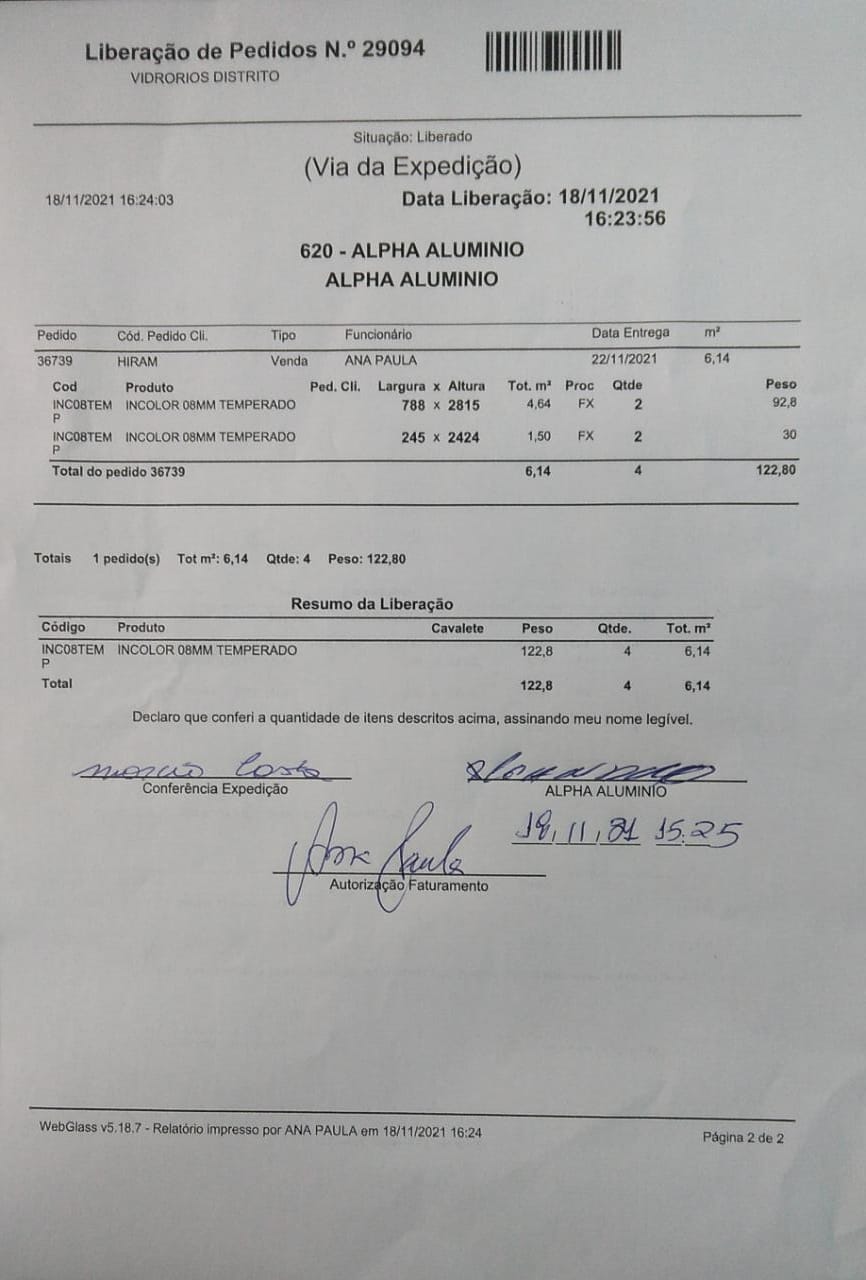 Liberação de Pedidos N.º 29094
VIDRORIOS DISTRITO
Situação: Liberado
(Via da Expedição)
18/11/2021 16:24:03 Data Liberação: 18/11/2021
16:23:56
620 - ALPHA ALUMINIO
ALPHA ALUMINIO
Pedido Cód. Pedido Cli. Tipo Funcionário Data Entrega m²
36739 HIRAM Venda ANA PAULA 22/11/2021 6,14
Cod Produto Ped. Cli. Largura x Altura Tot. m² Proc Qtde Peso
INC08TEM INCOLOR 08MM TEMPERADO 788 x 2815 4,64 FX 2 92,8
P
INC08TEM INCOLOR 08MM TEMPERADO 245 x 2424 1,50 FX 2 30
P
Total do pedido 36739 6,14 4 122,80
Totais 1 pedido(s) Tot m²: 6,14 Qtde: 4 Peso: 122,80
Resumo da Liberação
Código Produto Cavalete Peso Qtde. Tot. m²
INC08TEM INCOLOR 08MM TEMPERADO 122,8 4 6,14
P
Total 122,8 4 6,14
Declaro que conferi a quantidade de itens descritos acima, assinando meu nome legível.
Costa
Conferência Expedição ALPHA ALUMINIO
15:25
Ana Paula
Autorização Faturamento
WebGlass v5.18.7 - Relatório impresso por ANA PAULA em 18/11/2021 16:24 Página 2 de 2